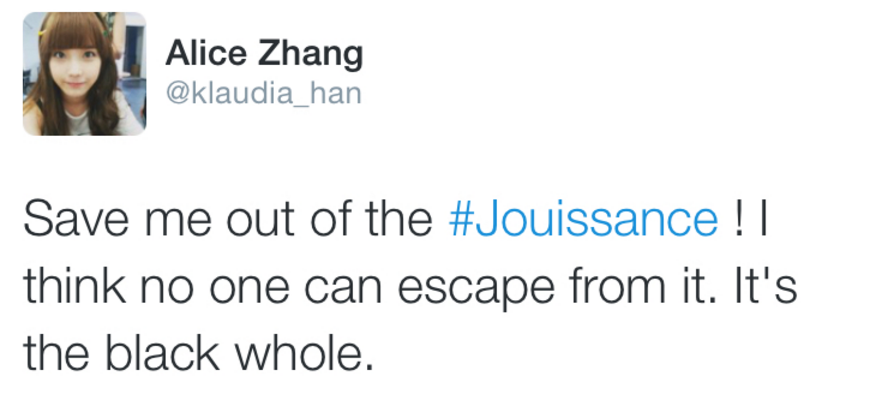 Alice Zhang
@klaudia_han
Save me out of the #Jouissance ! I
think no one can escape from it. It's
the black whole.